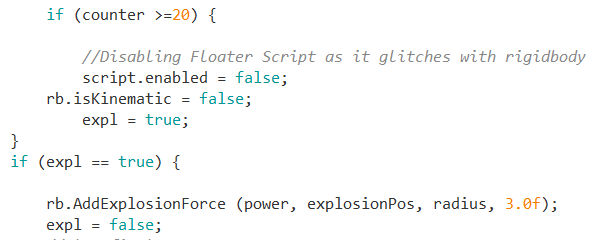 if (counter >=20) {
//Disabling Floater Script as it glitches with rigidbody
script.enabled = false;
rb.isKinematic = false;
expl = true;
}
if (expl == true) {
rb.AddExplosionForce (power, explosionPos, radius, 3.0f);
expl = false;